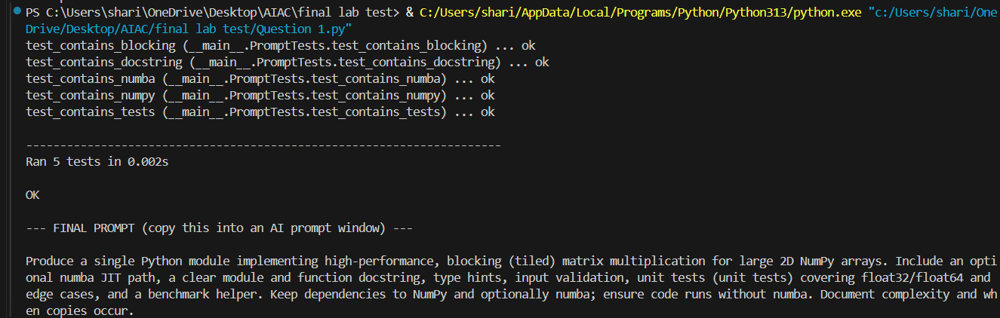 PS C:\Users\shari\OneDrive\Desktop\AIAC\final lab test> & C:/Users/shari/AppData/Local/Programs/Python/Python313/python.exe "c:/Users/shari/One
Drive/Desktop/AIAC/final lab test/Question 1.py"
test_contains_blocking (__main__.PromptTests.test_contains_blocking) ... ok
test_contains_docstring (__main__.PromptTests.test_contains_docstring) ... ok
test_contains_numba (__main__.PromptTests.test_contains_numba) ... ok
test_contains_numpy (__main__.PromptTests.test_contains_numpy) ... ok
test_contains_tests (__main__.PromptTests.test_contains_tests) ... ok
----------------------------------------------------------------------
Ran 5 tests in 0.002s
OK
--- FINAL PROMPT (copy this into an AI prompt window) ---
Produce a single Python module implementing high-performance, blocking (tiled) matrix multiplication for large 2D NumPy arrays. Include an opti
onal numba JIT path, a clear module and function docstring, type hints, input validation, unit tests (unit tests) covering float32/float64 and
edge cases, and a benchmark helper. Keep dependencies to NumPy and optionally numba; ensure code runs without numba. Document complexity and wh
en copies occur.